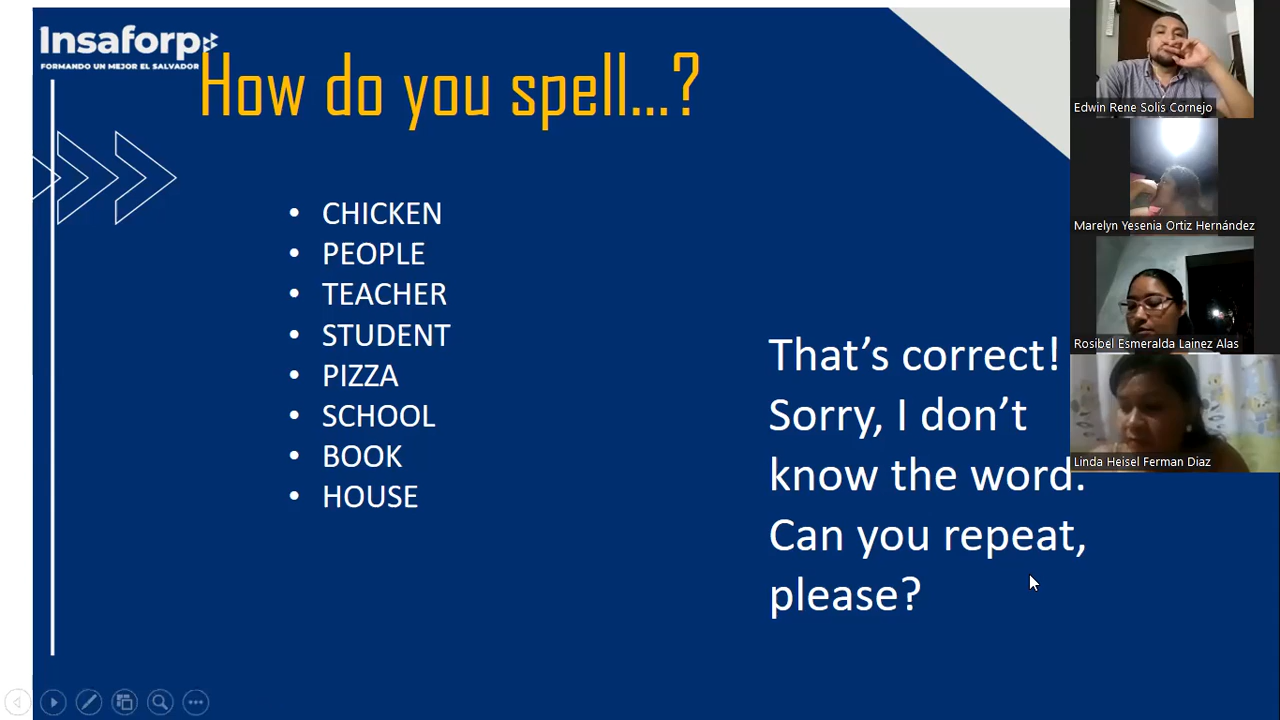 Insaforp
FORMANDO UN MEJOR EL SALVADOR
How do you spell...?
• CHICKEN
• PEOPLE
• TEACHER
• STUDENT
• PIZZA
• SCHOOL
• BOOK
• HOUSE
That's correct!
Sorry, I don't
know the word.
Can you repeat,
please?
Edwin Rene Solis Cornejo
Marelyn Yesenia Ortiz Hernández
Rosibel Esmeralda Lainez Alas
Linda Heisel Ferman Diaz